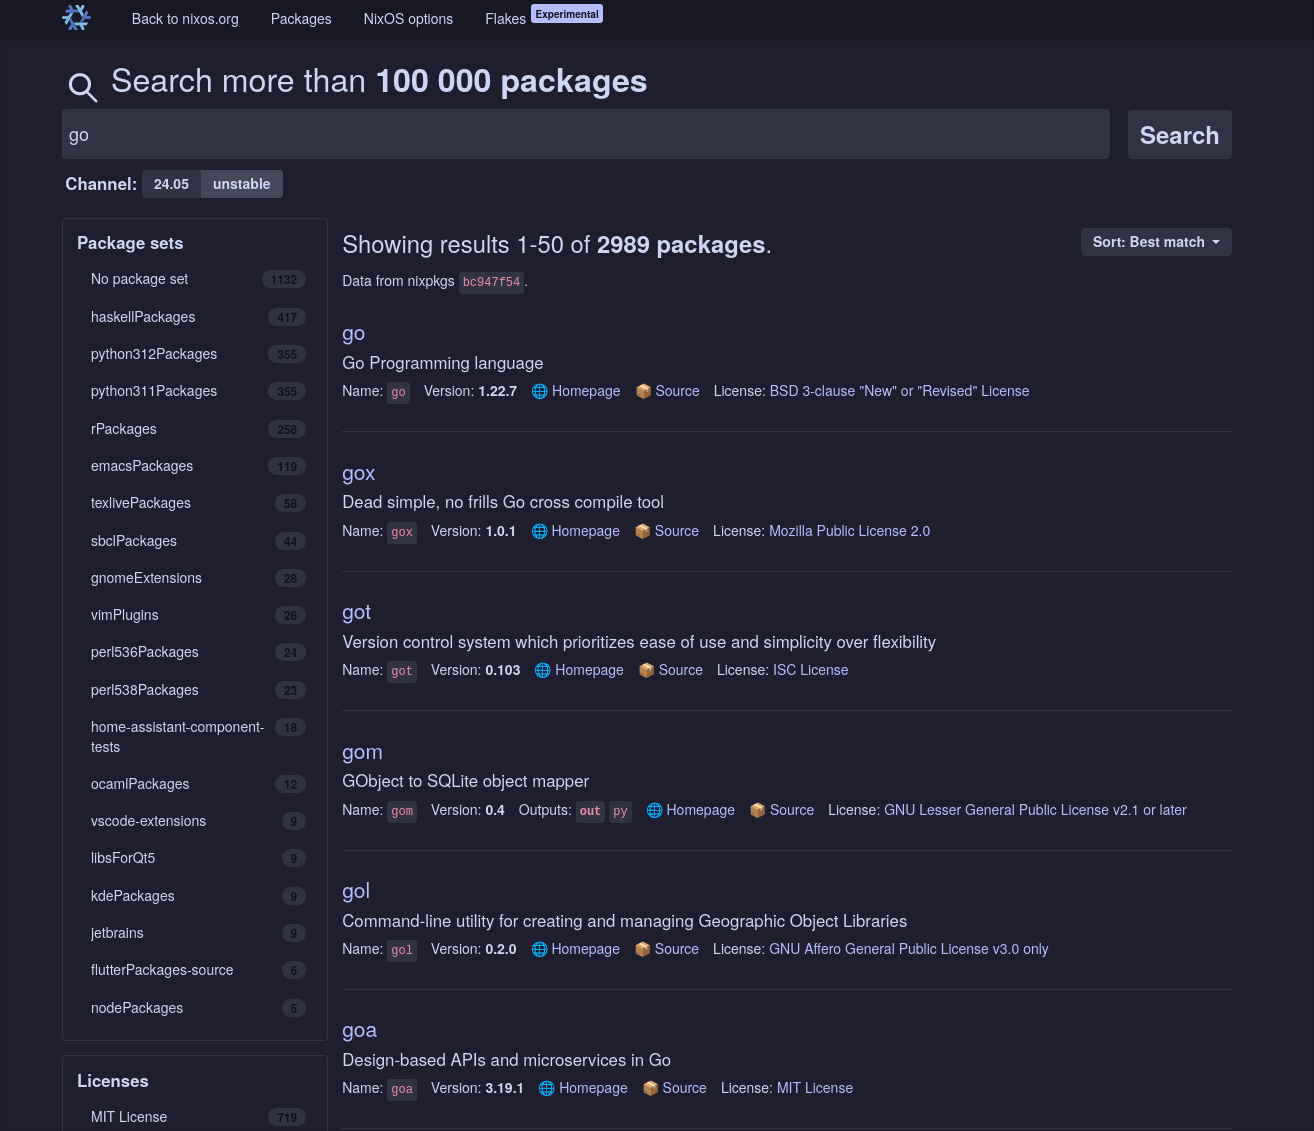 Back to nixos.org Packages NixOS options Flakes Experimental
Search more than 100 000 packages
go Search
Channel: 24.05 unstable
Package sets
No package set 1132
haskellPackages 417
python312Packages 355
python311Packages 355
rPackages 258
emacsPackages 119
texlivePackages 58
sbclPackages 44
gnomeExtensions 28
vimPlugins 26
perl536Packages 24
perl538Packages 23
home-assistant-component- 18
tests
ocamlPackages 12
vscode-extensions 9
libsForQt5 9
kdePackages 9
jetbrains 9
flutterPackages-source 6
nodePackages 5
Licenses
MIT License 719
Showing results 1-50 of 2989 packages. Sort: Best match
Data from nixpkgs bc947f54.
go
Go Programming language
Name: go Version: 1.22.7 Homepage Source License: BSD 3-clause "New" or "Revised" License
gox
Dead simple, no frills Go cross compile tool
Name: gox Version: 1.0.1 Homepage Source License: Mozilla Public License 2.0
got
Version control system which prioritizes ease of use and simplicity over flexibility
Name: got Version: 0.103 Homepage Source License: ISC License
gom
GObject to SQLite object mapper
Name: gom Version: 0.4 Outputs: out py Homepage Source License: GNU Lesser General Public License v2.1 or later
gol
Command-line utility for creating and managing Geographic Object Libraries
Name: gol Version: 0.2.0 Homepage Source License: GNU Affero General Public License v3.0 only
goa
Design-based APIs and microservices in Go
Name: goa Version: 3.19.1 Homepage Source License: MIT License